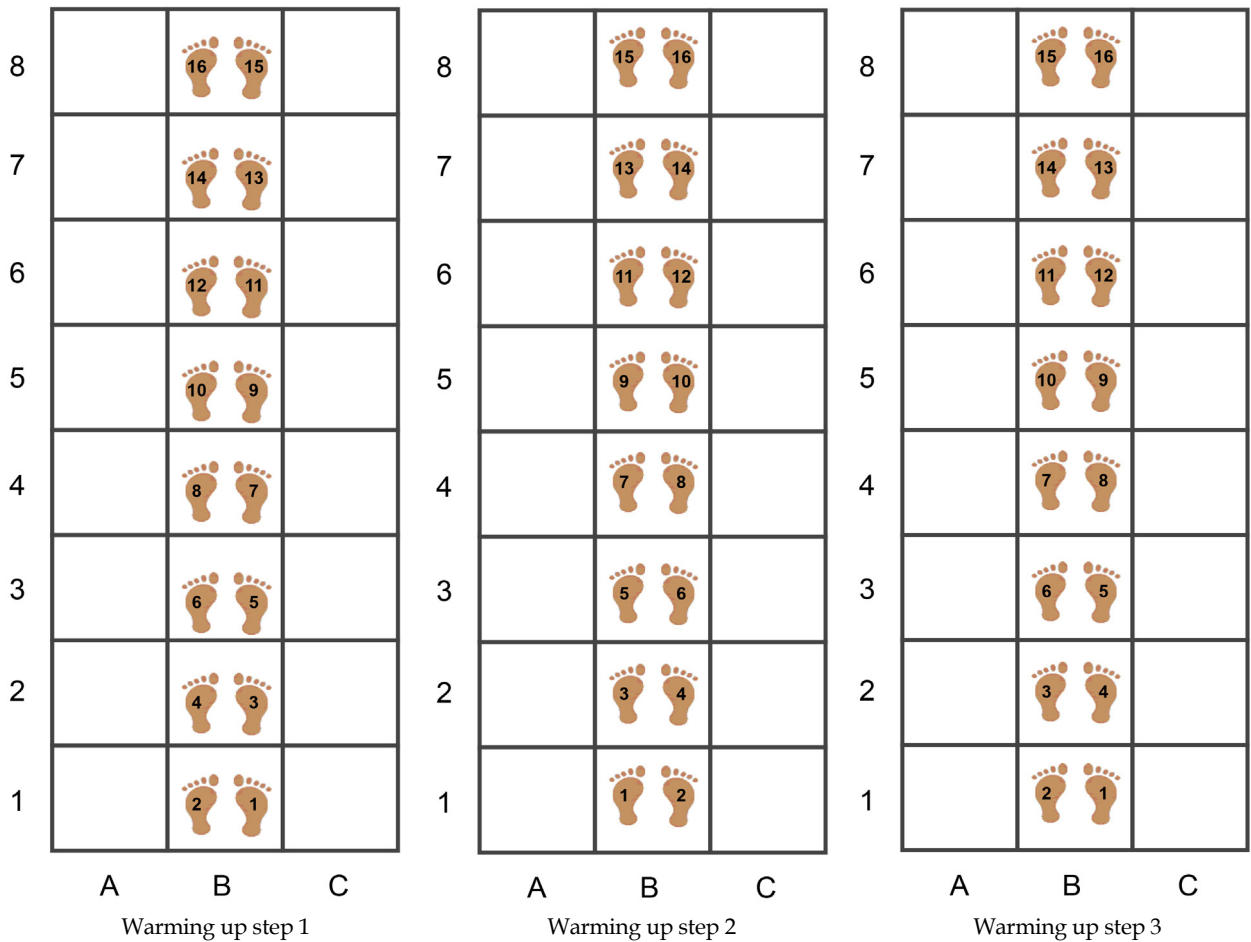 8 16 15 8 15 16 8 15 16
7 14 13 7 13 14 7 14 13
6 12 11 6 11 12 6 11 12
5 10 9 5 9 10 5 10 9
4 8 7 4 7 8 4 7 8
3 6 5 3 5 6 3 6 5
2 4 3 2 3 4 2 3 4
1 2 1 1 1 2 1 2 1
A B C A B C A B C
Warming up step 1 Warming up step 2 Warming up step 3